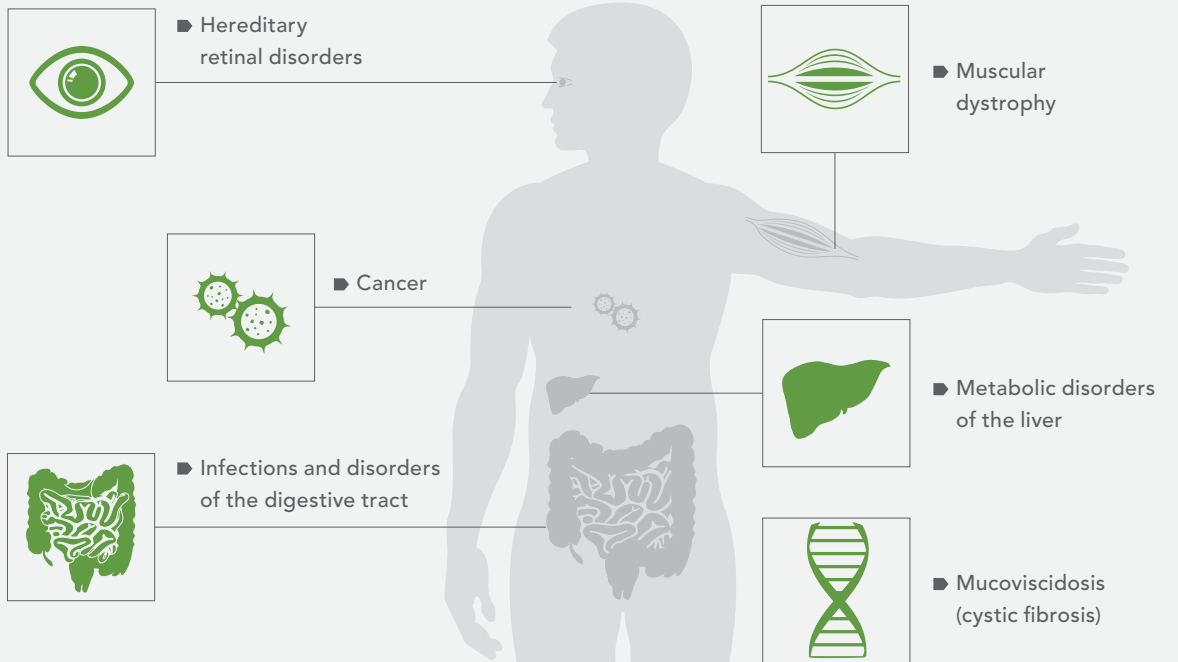 Hereditary
retinal disorders
Muscular
dystrophy
Cancer
Metabolic disorders
of the liver
Infections and disorders
of the digestive tract
Mucoviscidosis
(cystic fibrosis)